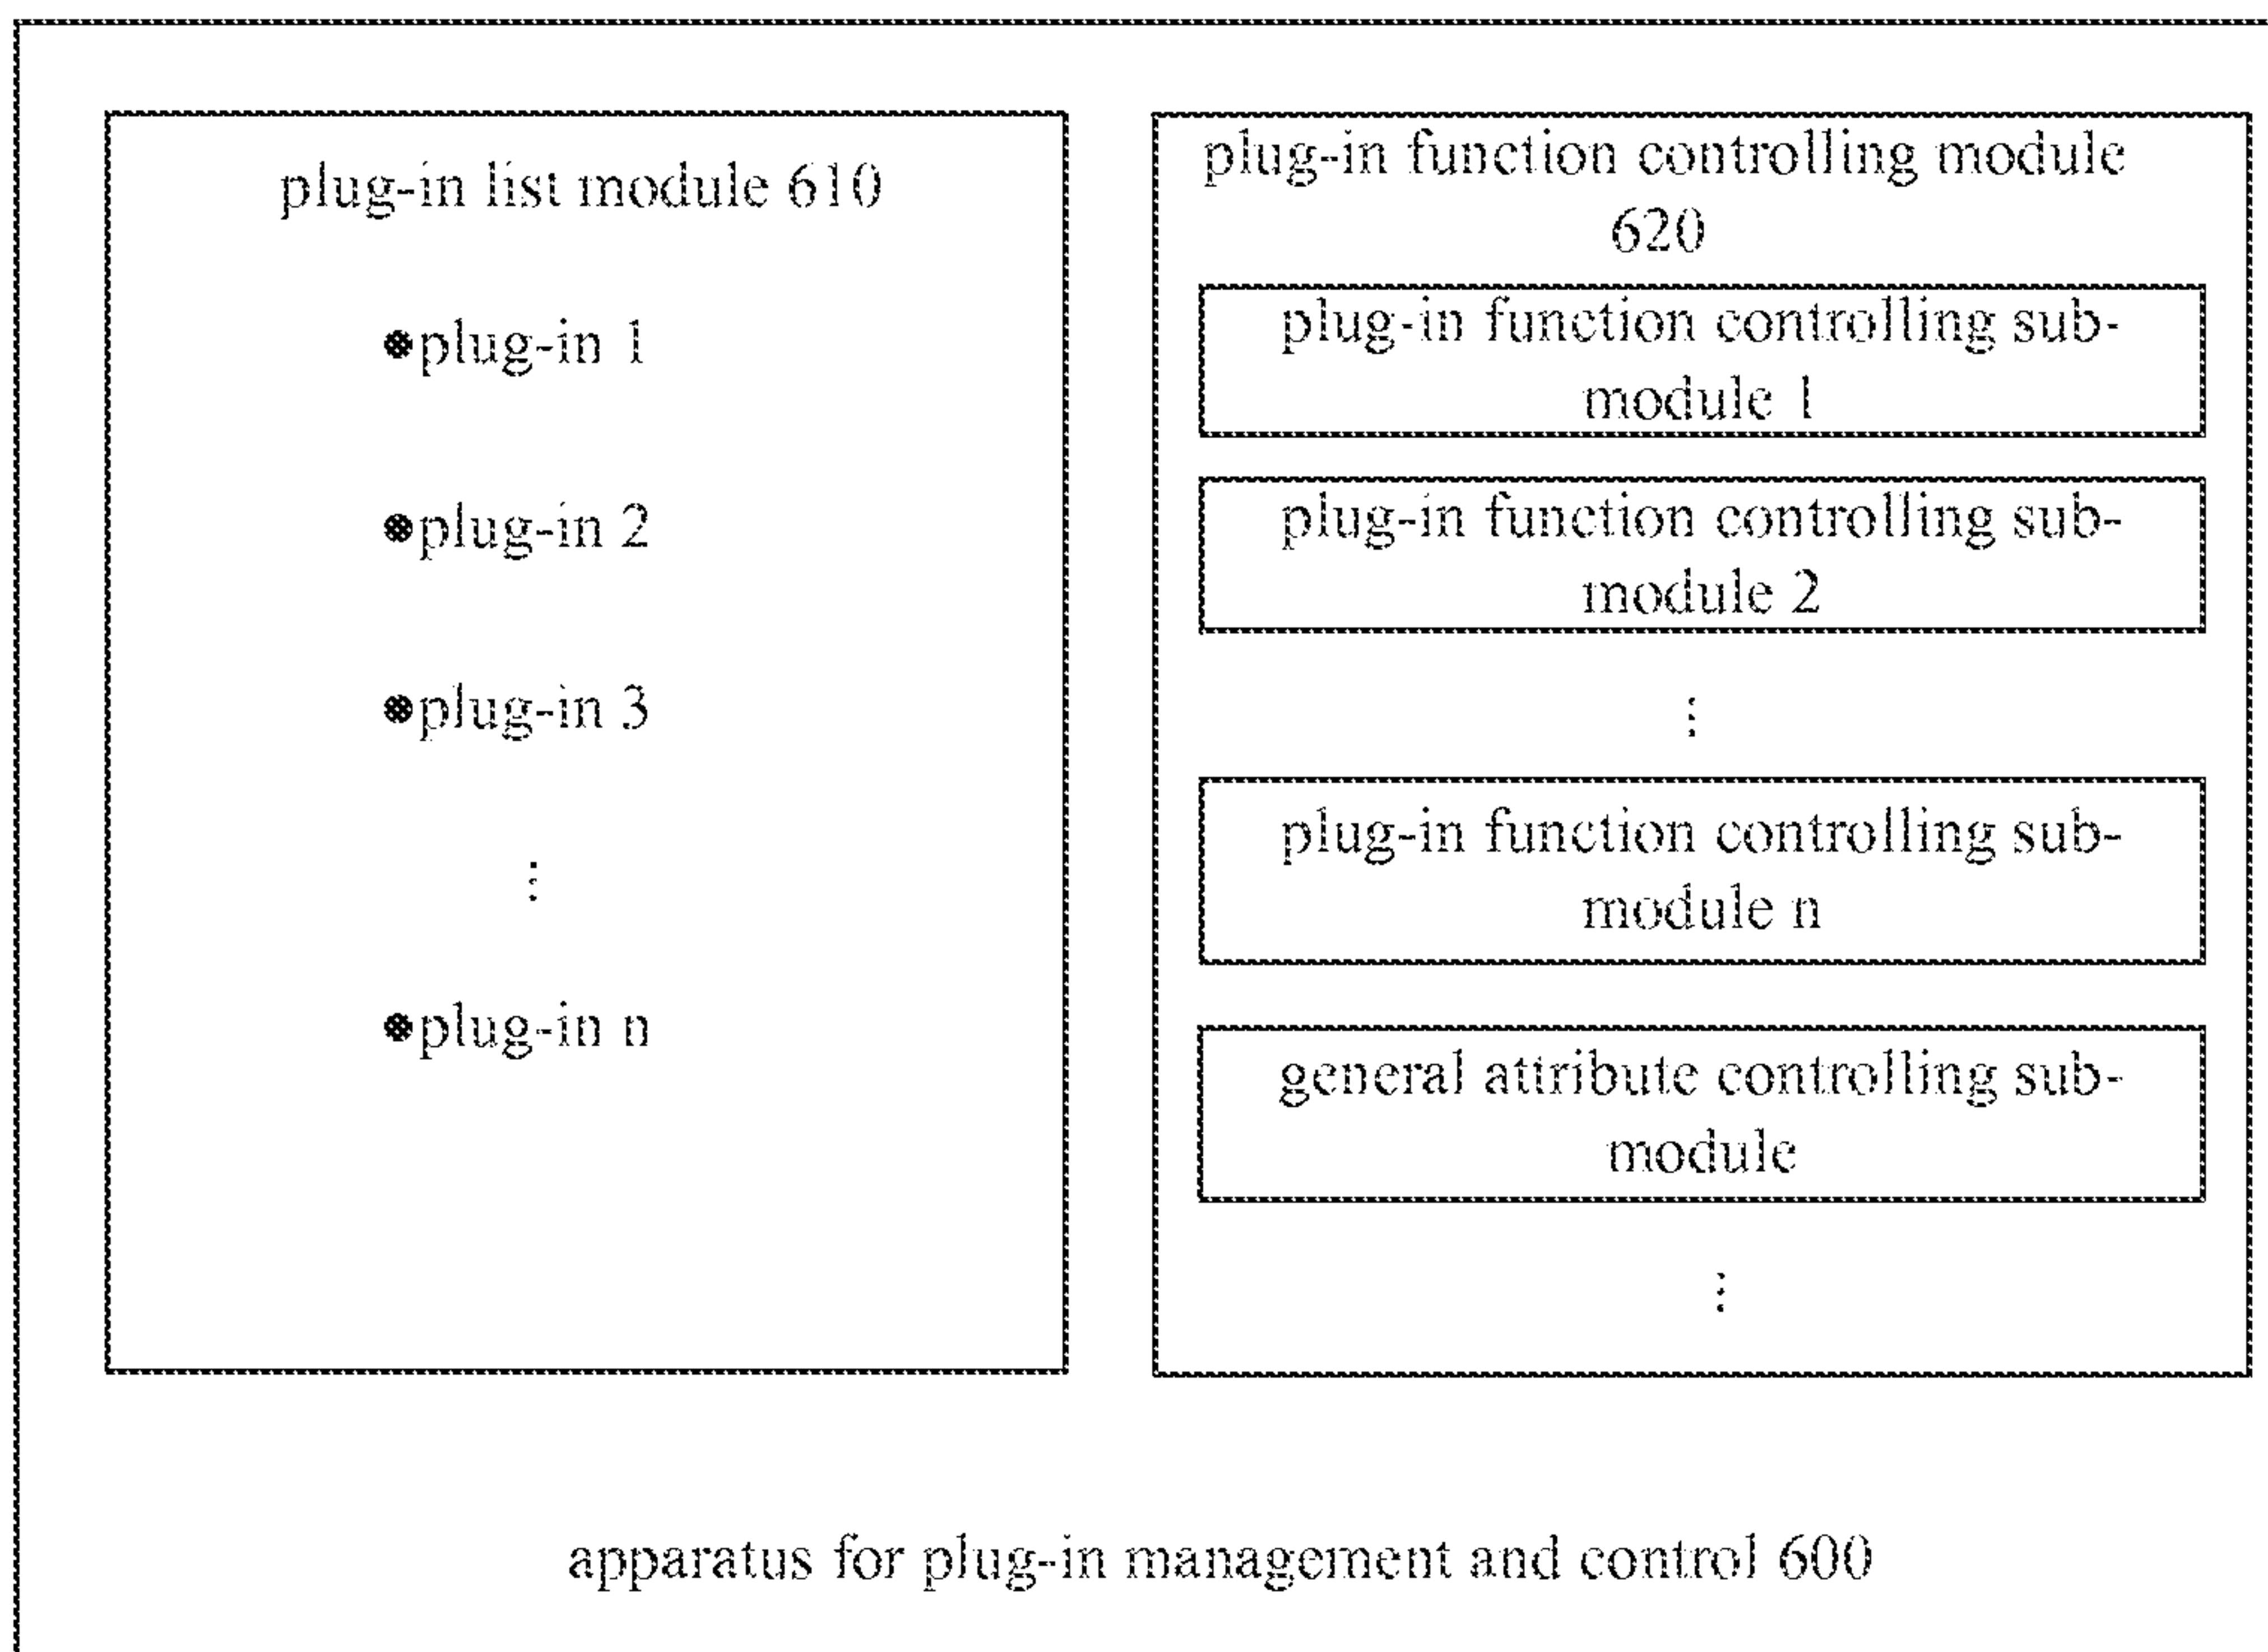 plug-in list module 610
●plug-in 1
●plug-in 2
●plug-in 3
⋮
●plug-in n
plug-in function controlling module
620
plug-in function controlling sub-
module 1
plug-in function controlling sub-
module 2
⋮
plug-in function controlling sub-
module n
general attribute controlling sub-
module
⋮
apparatus for plug-in management and control 600